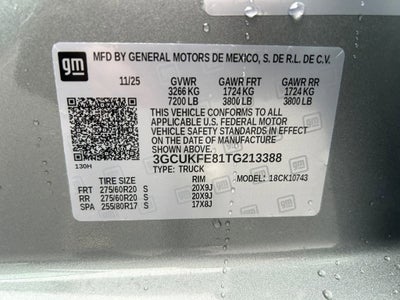 gm
MFD BY GENERAL MOTORS DE MEXICO, S. DE R.L. DE C.V.
11/25 GVWR GAWR FRT GAWR RR
3266 KG 1724 KG 1724 KG
7200 LB 3800 LB 3800 LB
THIS VEHICLE CONFORMS TO ALL
APPLICABLE U.S. FEDERAL MOTOR
VEHICLE SAFETY STANDARDS IN EFFECT
ON THE DATE OF MANUFACTURE SHOWN ABOVE.
3GCUKFE81TG213388
130H TYPE: TRUCK MODEL: 18CK10743
TIRE SIZE RIM
FRT 275/60R20 S 20X9J
RR 275/60R20 S 20X9J
SPA 255/80R17 S 17X8J